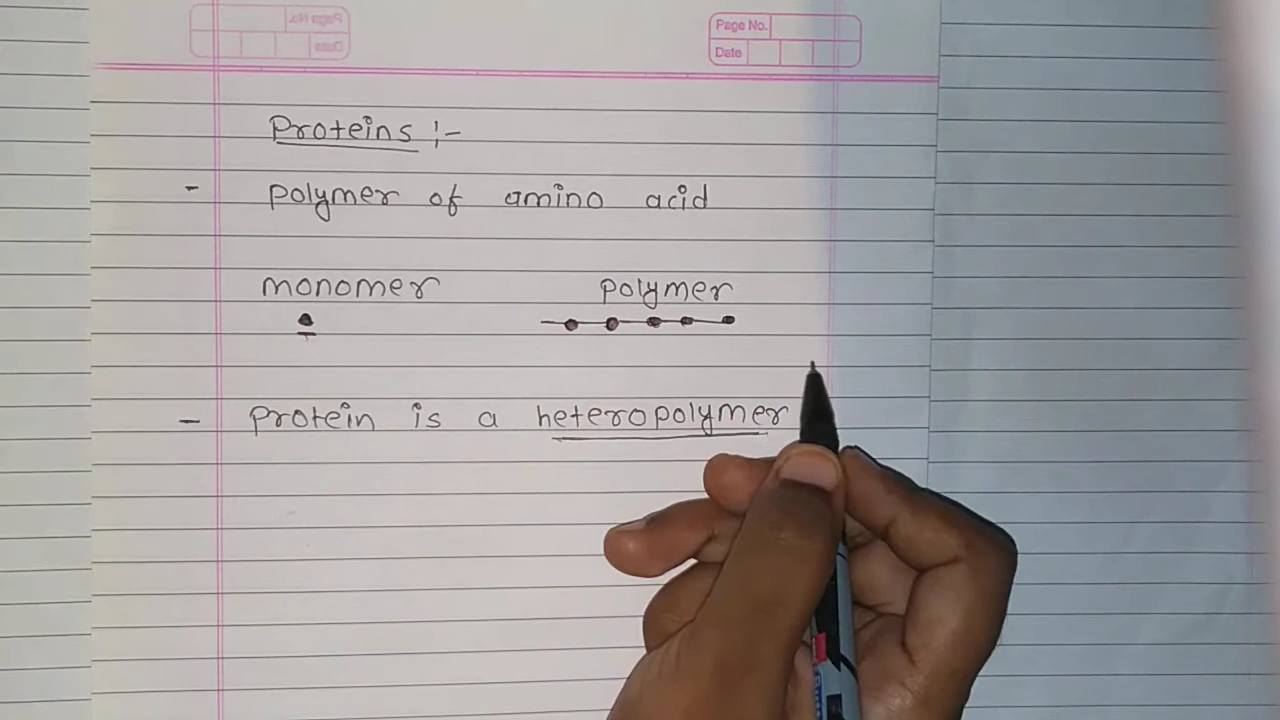 Page No.
Date
Proteins :-
- polymer of amino acid
monomer polymer
- protein is a heteropolymer